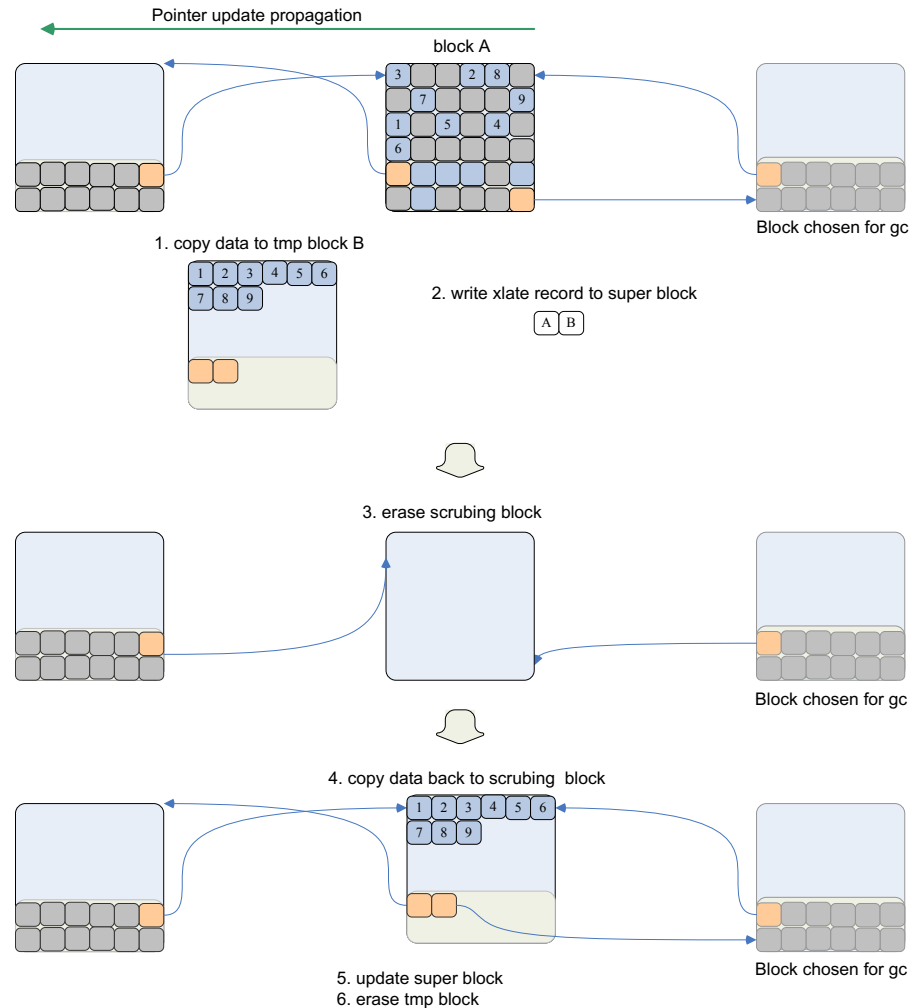 Pointer update propagation
block A
3 2 8
7 9
1 5 4
6
Block chosen for gc
1. copy data to tmp block B
1 2 3 4 5 6
7 8 9
2. write xlate record to super block
A B
3. erase scrubing block
Block chosen for gc
4. copy data back to scrubing block
1 2 3 4 5 6
7 8 9
Block chosen for gc
5. update super block
6. erase tmp block